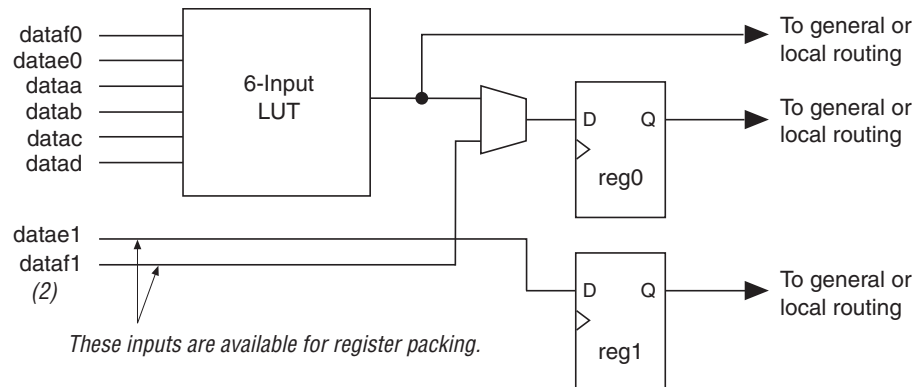 dataf0
datae0
dataa
datab
datac
datad
6-Input
LUT
To general or
local routing
D Q
reg0
To general or
local routing
datae1
dataf1
(2)
D Q
reg1
To general or
local routing
These inputs are available for register packing.